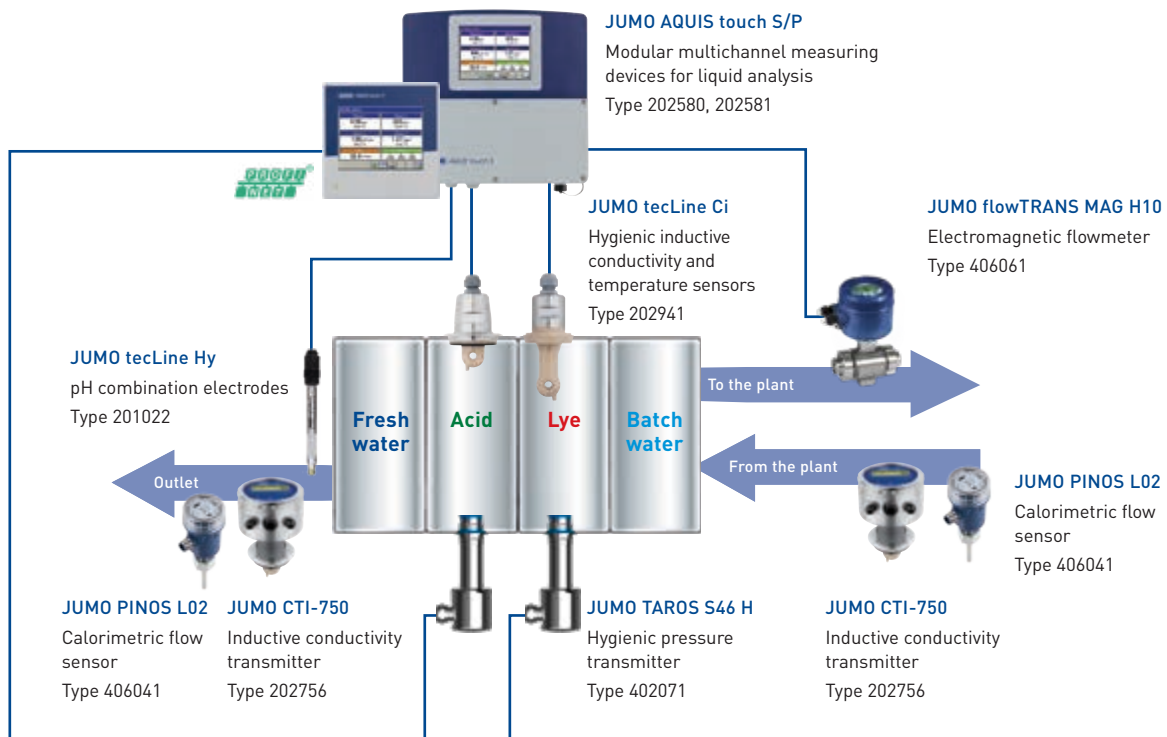 JUMO AQUIS touch S/P
Modular multichannel measuring
devices for liquid analysis
Type 202580, 202581
PROFI
NET®
JUMO tecLine Ci
Hygienic inductive
conductivity and
temperature sensors
Type 202941
JUMO flowTRANS MAG H10
Electromagnetic flowmeter
Type 406061
JUMO tecLine Hy
pH combination electrodes
Type 201022
Fresh
water
Acid
Lye
Batch
water
To the plant
From the plant
Outlet
JUMO PINOS L02
Calorimetric flow
sensor
Type 406041
JUMO PINOS L02
Calorimetric flow
sensor
Type 406041
JUMO CTI-750
Inductive conductivity
transmitter
Type 202756
JUMO TAROS S46 H
Hygienic pressure
transmitter
Type 402071
JUMO CTI-750
Inductive conductivity
transmitter
Type 202756